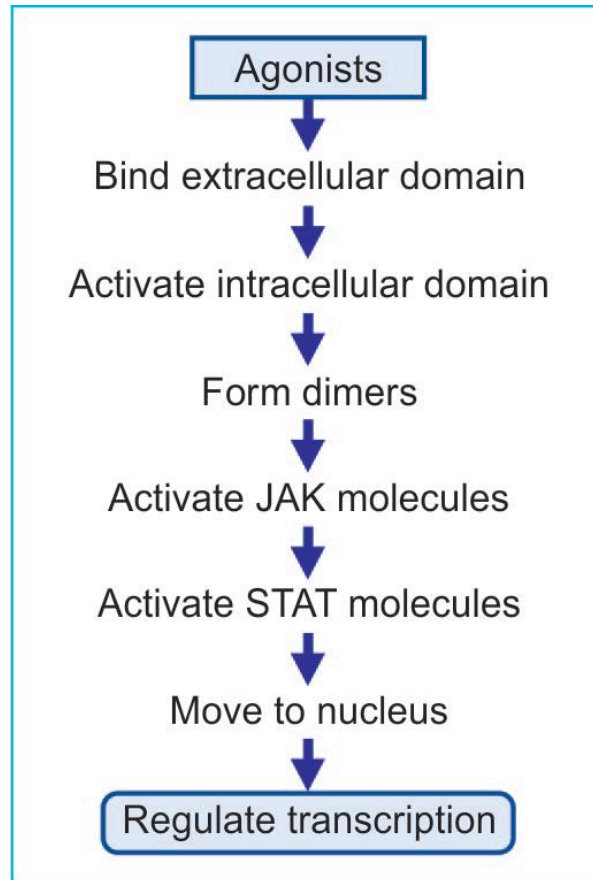 Agonists
Bind extracellular domain
Activate intracellular domain
Form dimers
Activate JAK molecules
Activate STAT molecules
Move to nucleus
Regulate transcription